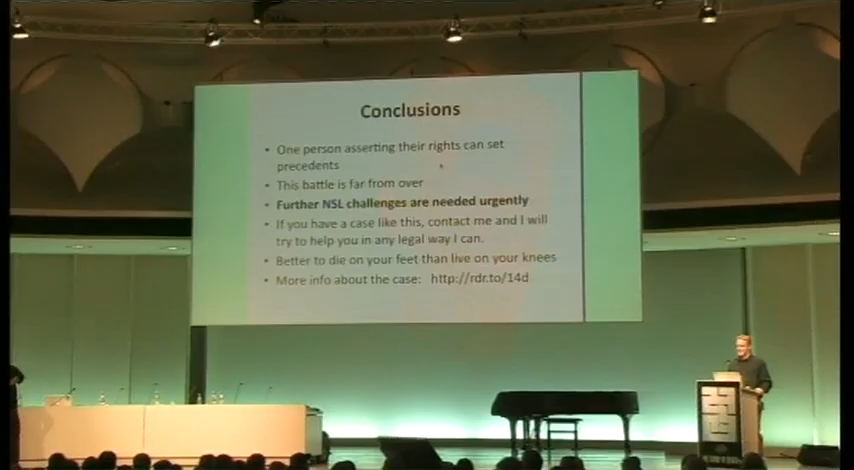 Conclusions
• One person asserting their rights can set
precedents
• This battle is far from over
• Further NSL challenges are needed urgently
• If you have a case like this, contact me and I will
try to help you in any legal way I can.
• Better to die on your feet than live on your knees
• More info about the case: http://rdr.to/14d